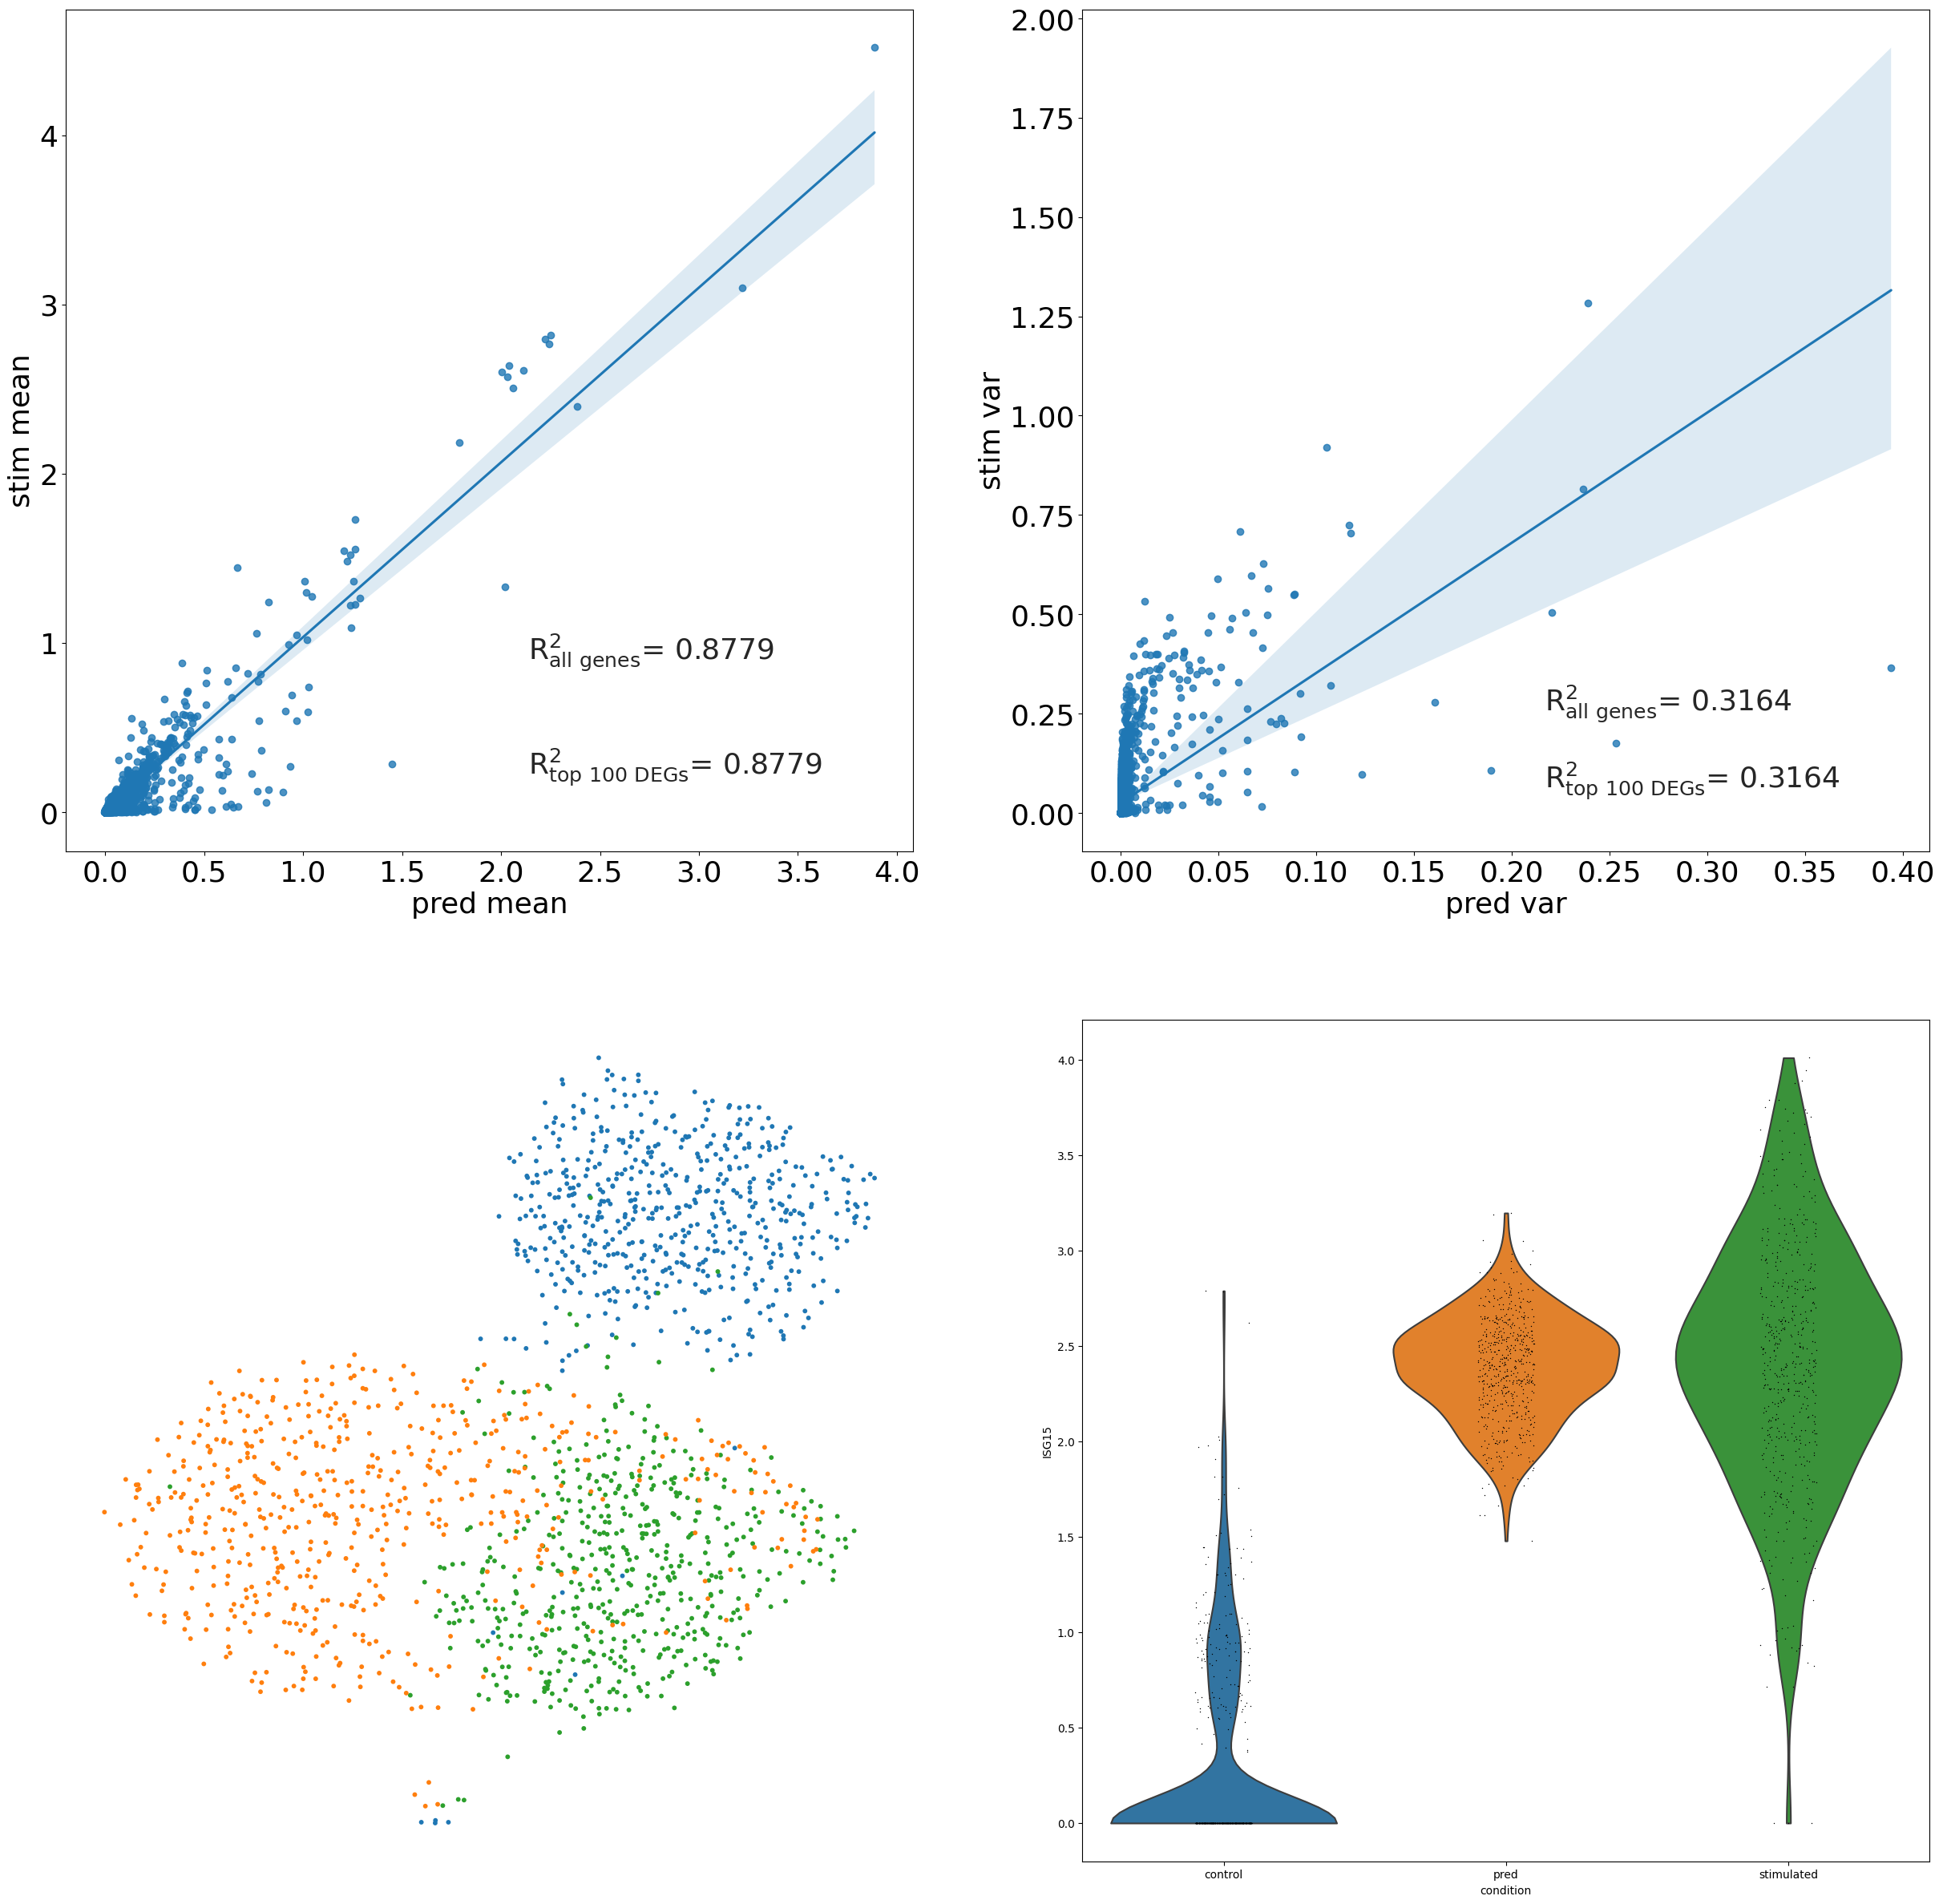 4
3
2
1
0
stim mean
R²all genes= 0.8779
R²top 100 DEGs= 0.8779
0.0 0.5 1.0 1.5 2.0 2.5 3.0 3.5 4.0
pred mean
2.00
1.75
1.50
1.25
1.00
0.75
0.50
0.25
0.00
stim var
R²all genes= 0.3164
R²top 100 DEGs= 0.3164
0.00 0.05 0.10 0.15 0.20 0.25 0.30 0.35 0.40
pred var
4.0
3.5
3.0
2.5
2.0
1.5
1.0
0.5
0.0
ISG15
control pred stimulated
condition